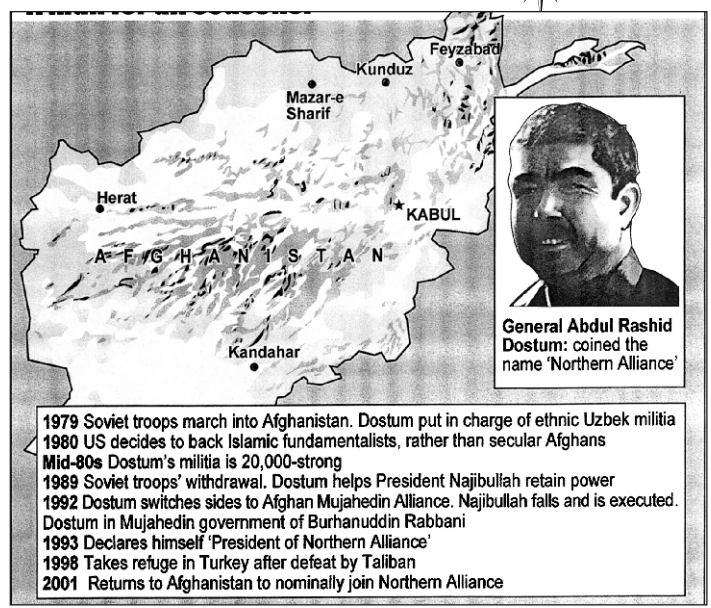 Feyzabad
Kunduz
Mazar-e
Sharif
Herat
KABUL
AFGHANISTAN
Kandahar
General Abdul Rashid
Dostum: coined the
name ‘Northern Alliance’
1979 Soviet troops march into Afghanistan. Dostum put in charge of ethnic Uzbek militia
1980 US decides to back Islamic fundamentalists, rather than secular Afghans
Mid-80s Dostum's militia is 20,000-strong
1989 Soviet troops' withdrawal. Dostum helps President Najibullah retain power
1992 Dostum switches sides to Afghan Mujahedin Alliance. Najibullah falls and is executed.
Dostum in Mujahedin government of Burhanuddin Rabbani
1993 Declares himself ‘President of Northern Alliance’
1998 Takes refuge in Turkey after defeat by Taliban
2001 Returns to Afghanistan to nominally join Northern Alliance